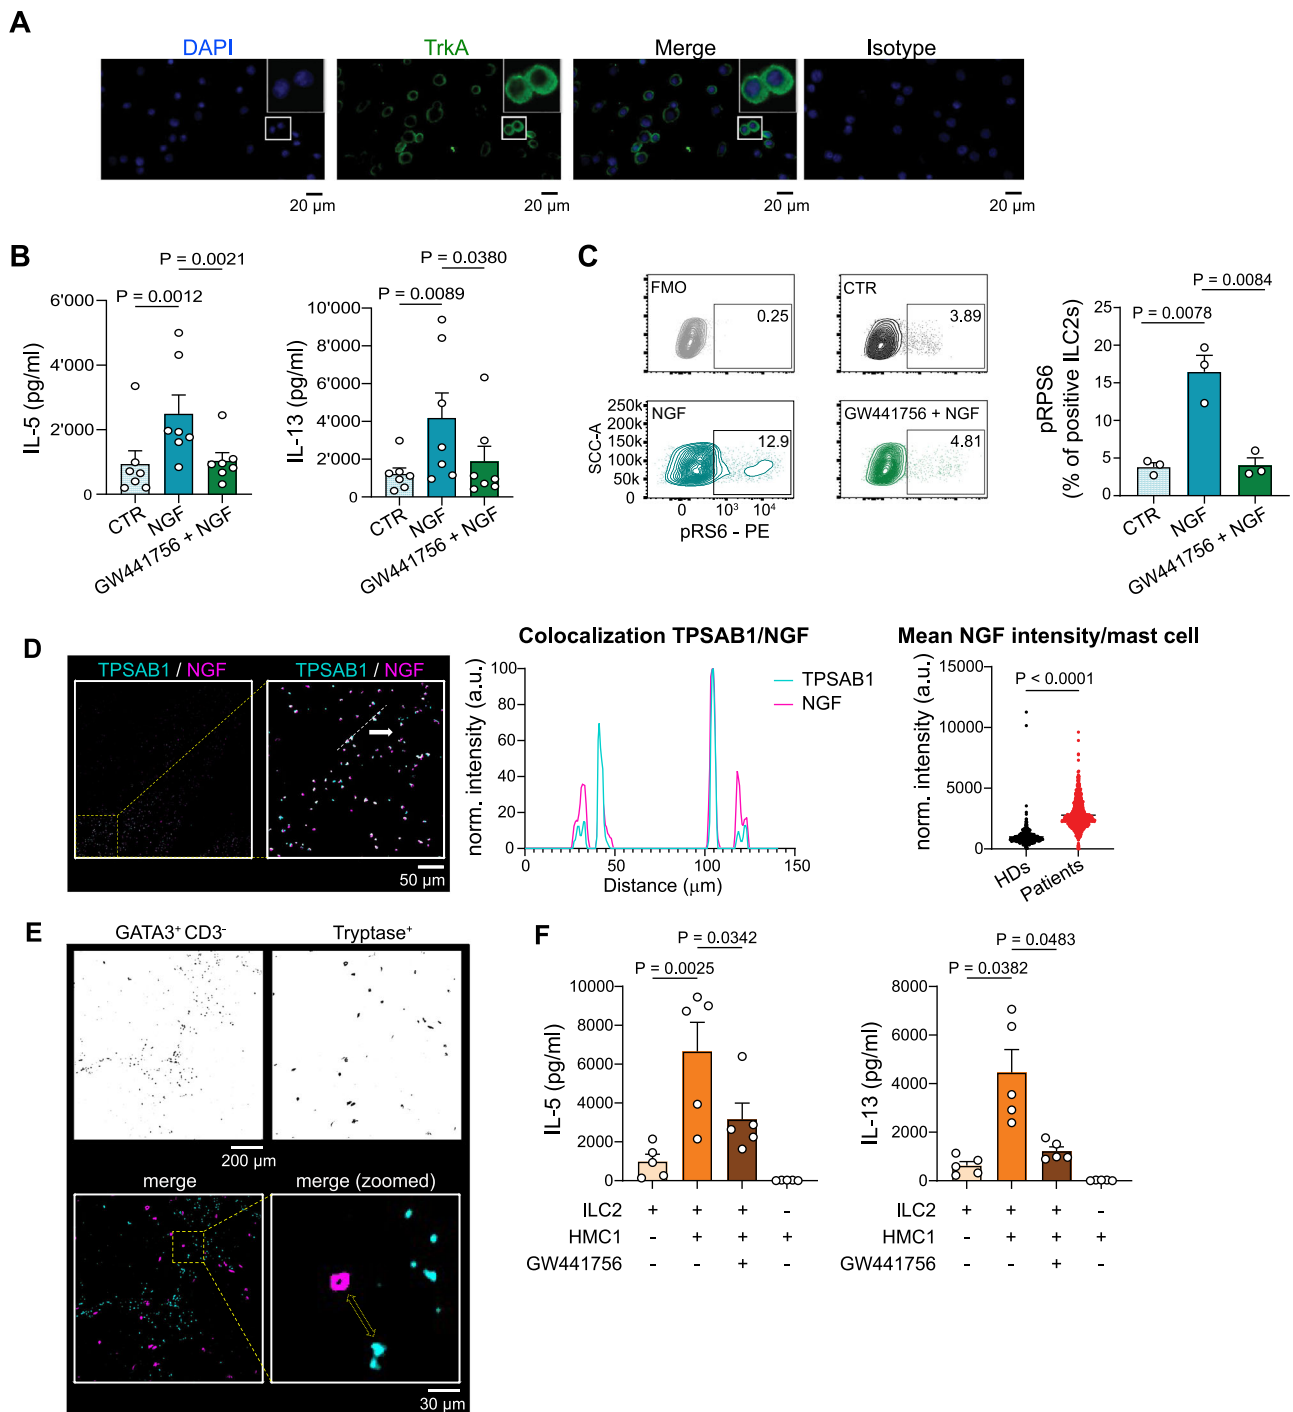 A
DAPI TrkA Merge Isotype
20 µm 20 µm 20 µm 20 µm
B
P = 0.0021
P = 0.0012
6'000
4'000
2'000
0
IL-5 (pg/ml)
CTR
NGF
GW441756 + NGF
P = 0.0380
P = 0.0089
10'000
8'000
6'000
4'000
2'000
0
IL-13 (pg/ml)
CTR
NGF
GW441756 + NGF
C
FMO
0.25
CTR
3.89
NGF
12.9
GW441756 + NGF
4.81
250k
200k
150k
100k
50k
0
SCC-A
0 10³ 10⁴
pRS6 - PE
P = 0.0084
P = 0.0078
25
20
15
10
5
0
pRPS6
(% of positive ILC2s)
CTR
NGF
GW441756 + NGF
D
TPSAB1 / NGF TPSAB1 / NGF
50 µm
Colocalization TPSAB1/NGF
100
80
60
40
20
0
norm. intensity (a.u.)
TPSAB1
NGF
0 50 100 150
Distance (µm)
Mean NGF intensity/mast cell
15000
10000
5000
0
norm. intensity (a.u.)
P < 0.0001
HDs
Patients
E
GATA3⁺ CD3⁻ Tryptase⁺
200 µm
merge merge (zoomed)
30 µm
F
P = 0.0342
P = 0.0025
10000
8000
6000
4000
2000
0
IL-5 (pg/ml)
ILC2 + + + -
HMC1 - + + +
GW441756 - - + -
P = 0.0483
P = 0.0382
8000
6000
4000
2000
0
IL-13 (pg/ml)
ILC2 + + + -
HMC1 - + + +
GW441756 - - + -